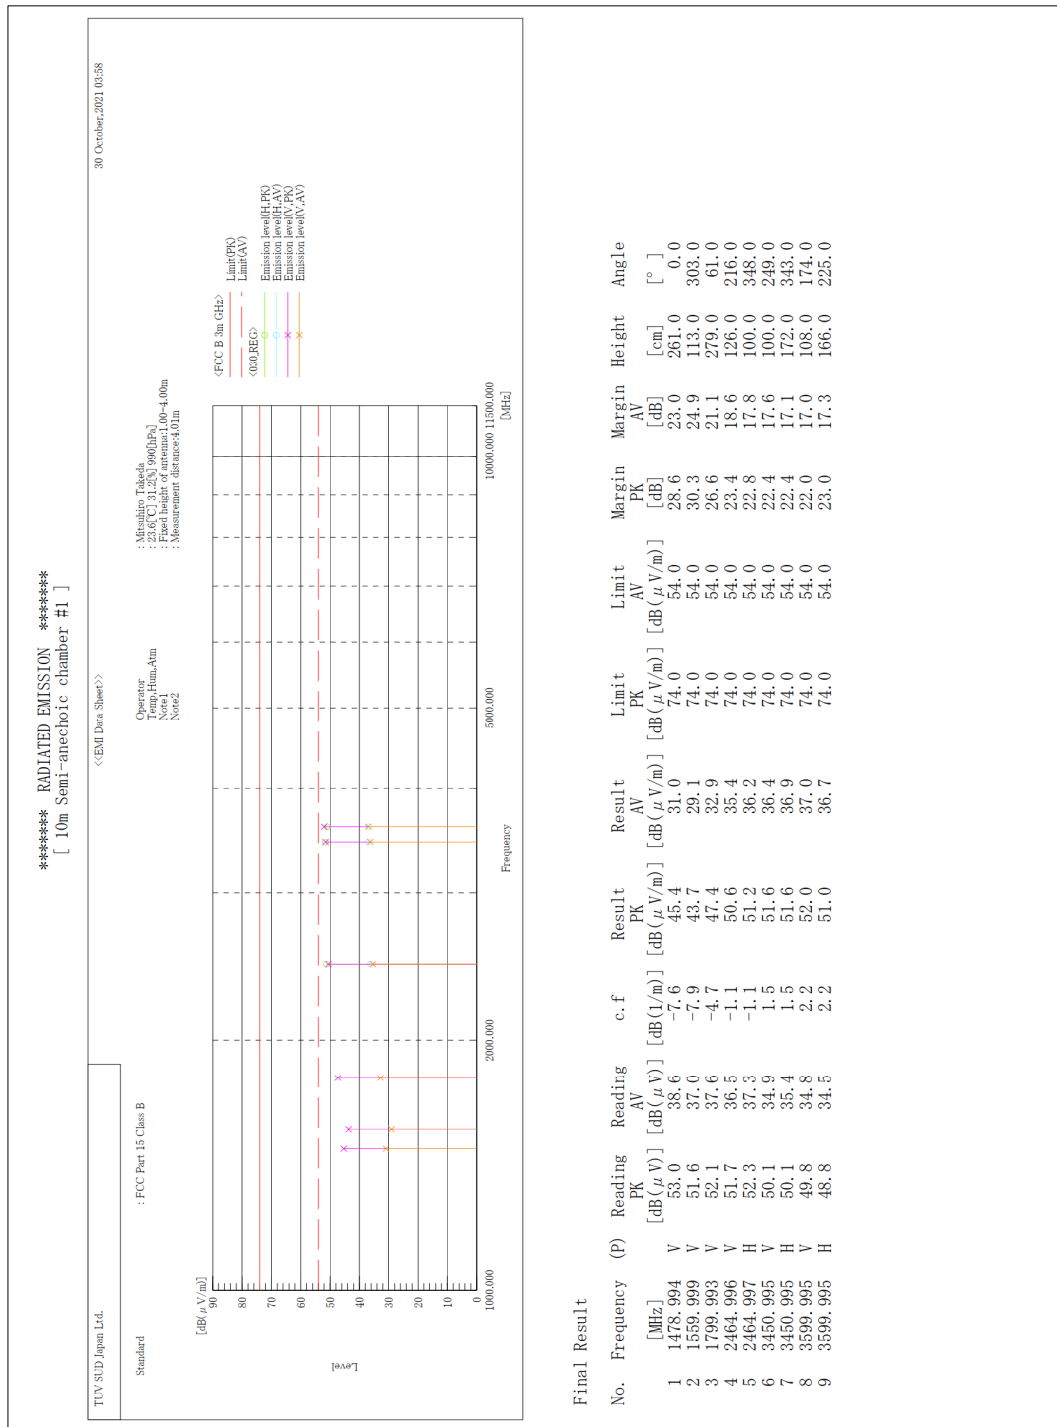 ******* RADIATED EMISSION *******
[ 10m Semi-anechoic chamber #1 ]
TUV SUD Japan Ltd.
<<EMI Data Sheet>>
30 October,2021 03:58
Standard : FCC Part 15 Class B
Operator : Mitsuhiro Takeda
Temp,Hum,Atm : 23.6[℃] 31.2[%] 990[hPa]
Note1 : Fixed height of antenna:1.00-4.00m
Note2 : Measurement distance:4.01m
<FCC B 3m GHz>
Limit(PK)
Limit(AV)
<030_REG>
Emission level(H,PK)
Emission level(H,AV)
Emission level(V,PK)
Emission level(V,AV)
[dB(μV/m)]
90
80
70
60
50
40
30
20
10
0
Level
1000.000 2000.000 5000.000 10000.000 11500.000
Frequency [MHz]
Final Result
No. Frequency (P) Reading Reading c.f Result Result Limit Limit Margin Margin Height Angle
PK AV PK AV PK AV PK AV
[MHz] [dB(μV)] [dB(μV)] [dB(1/m)] [dB(μV/m)] [dB(μV/m)] [dB(μV/m)] [dB(μV/m)] [dB] [dB] [cm] [°]
1 1478.994 V 53.0 38.6 -7.6 45.4 31.0 74.0 54.0 28.6 23.0 261.0 0.0
2 1559.999 V 51.6 37.0 -7.9 43.7 29.1 74.0 54.0 30.3 24.9 113.0 303.0
3 1799.993 V 52.1 37.6 -4.7 47.4 32.9 74.0 54.0 26.6 21.1 279.0 61.0
4 2464.996 V 51.7 36.5 -1.1 50.6 35.4 74.0 54.0 23.4 18.6 126.0 216.0
5 2464.997 H 52.3 37.3 -1.1 51.2 36.2 74.0 54.0 22.8 17.8 100.0 348.0
6 3450.995 V 50.1 34.9 1.5 51.6 36.4 74.0 54.0 22.4 17.6 100.0 249.0
7 3450.995 H 50.1 35.4 1.5 51.6 36.9 74.0 54.0 22.4 17.1 172.0 343.0
8 3599.995 V 49.8 34.8 2.2 52.0 37.0 74.0 54.0 22.0 17.0 108.0 174.0
9 3599.995 H 48.8 34.5 2.2 51.0 36.7 74.0 54.0 23.0 17.3 166.0 225.0